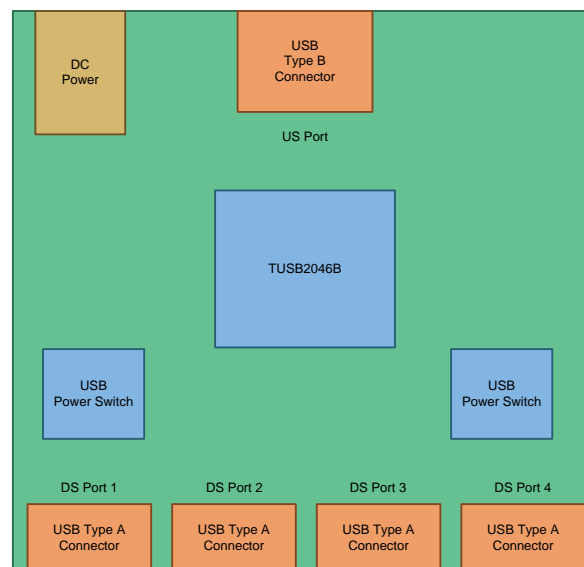 DC
Power
USB
Type B
Connector
US Port
TUSB2046B
USB
Power Switch
USB
Power Switch
DS Port 1
DS Port 2
DS Port 3
DS Port 4
USB Type A
Connector
USB Type A
Connector
USB Type A
Connector
USB Type A
Connector